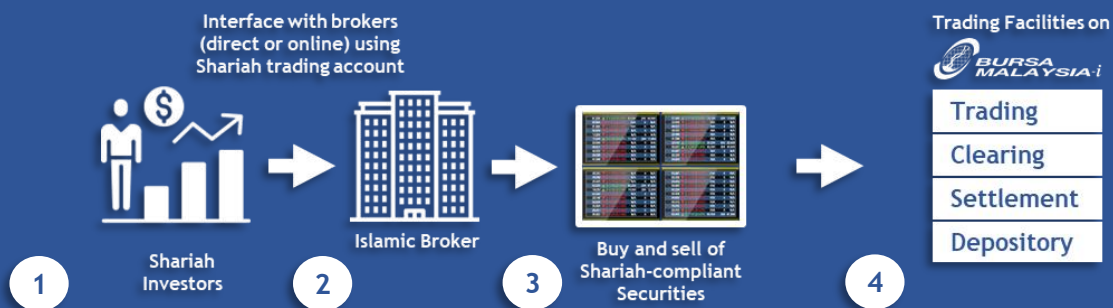 Interface with brokers
(direct or online) using
Shariah trading account
$
1
Shariah
Investors
2
Islamic Broker
3
Buy and sell of
Shariah-compliant
Securities
4
Trading Facilities on
BURSA
MALAYSIA-i
Trading
Clearing
Settlement
Depository